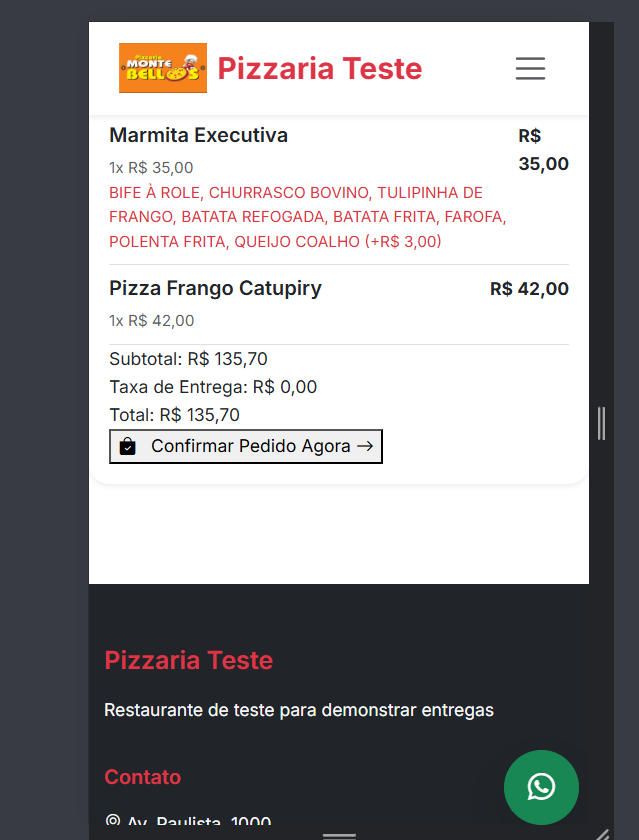 Pizzaria
MONTE
BELLO'S
Pizzaria Teste
Marmita Executiva
R$
35,00
1x R$ 35,00
BIFE À ROLE, CHURRASCO BOVINO, TULIPINHA DE
FRANGO, BATATA REFOGADA, BATATA FRITA, FAROFA,
POLENTA FRITA, QUEIJO COALHO (+R$ 3,00)
Pizza Frango Catupiry
R$ 42,00
1x R$ 42,00
Subtotal: R$ 135,70
Taxa de Entrega: R$ 0,00
Total: R$ 135,70
Confirmar Pedido Agora
Pizzaria Teste
Restaurante de teste para demonstrar entregas
Contato
Av. Paulista, 1000